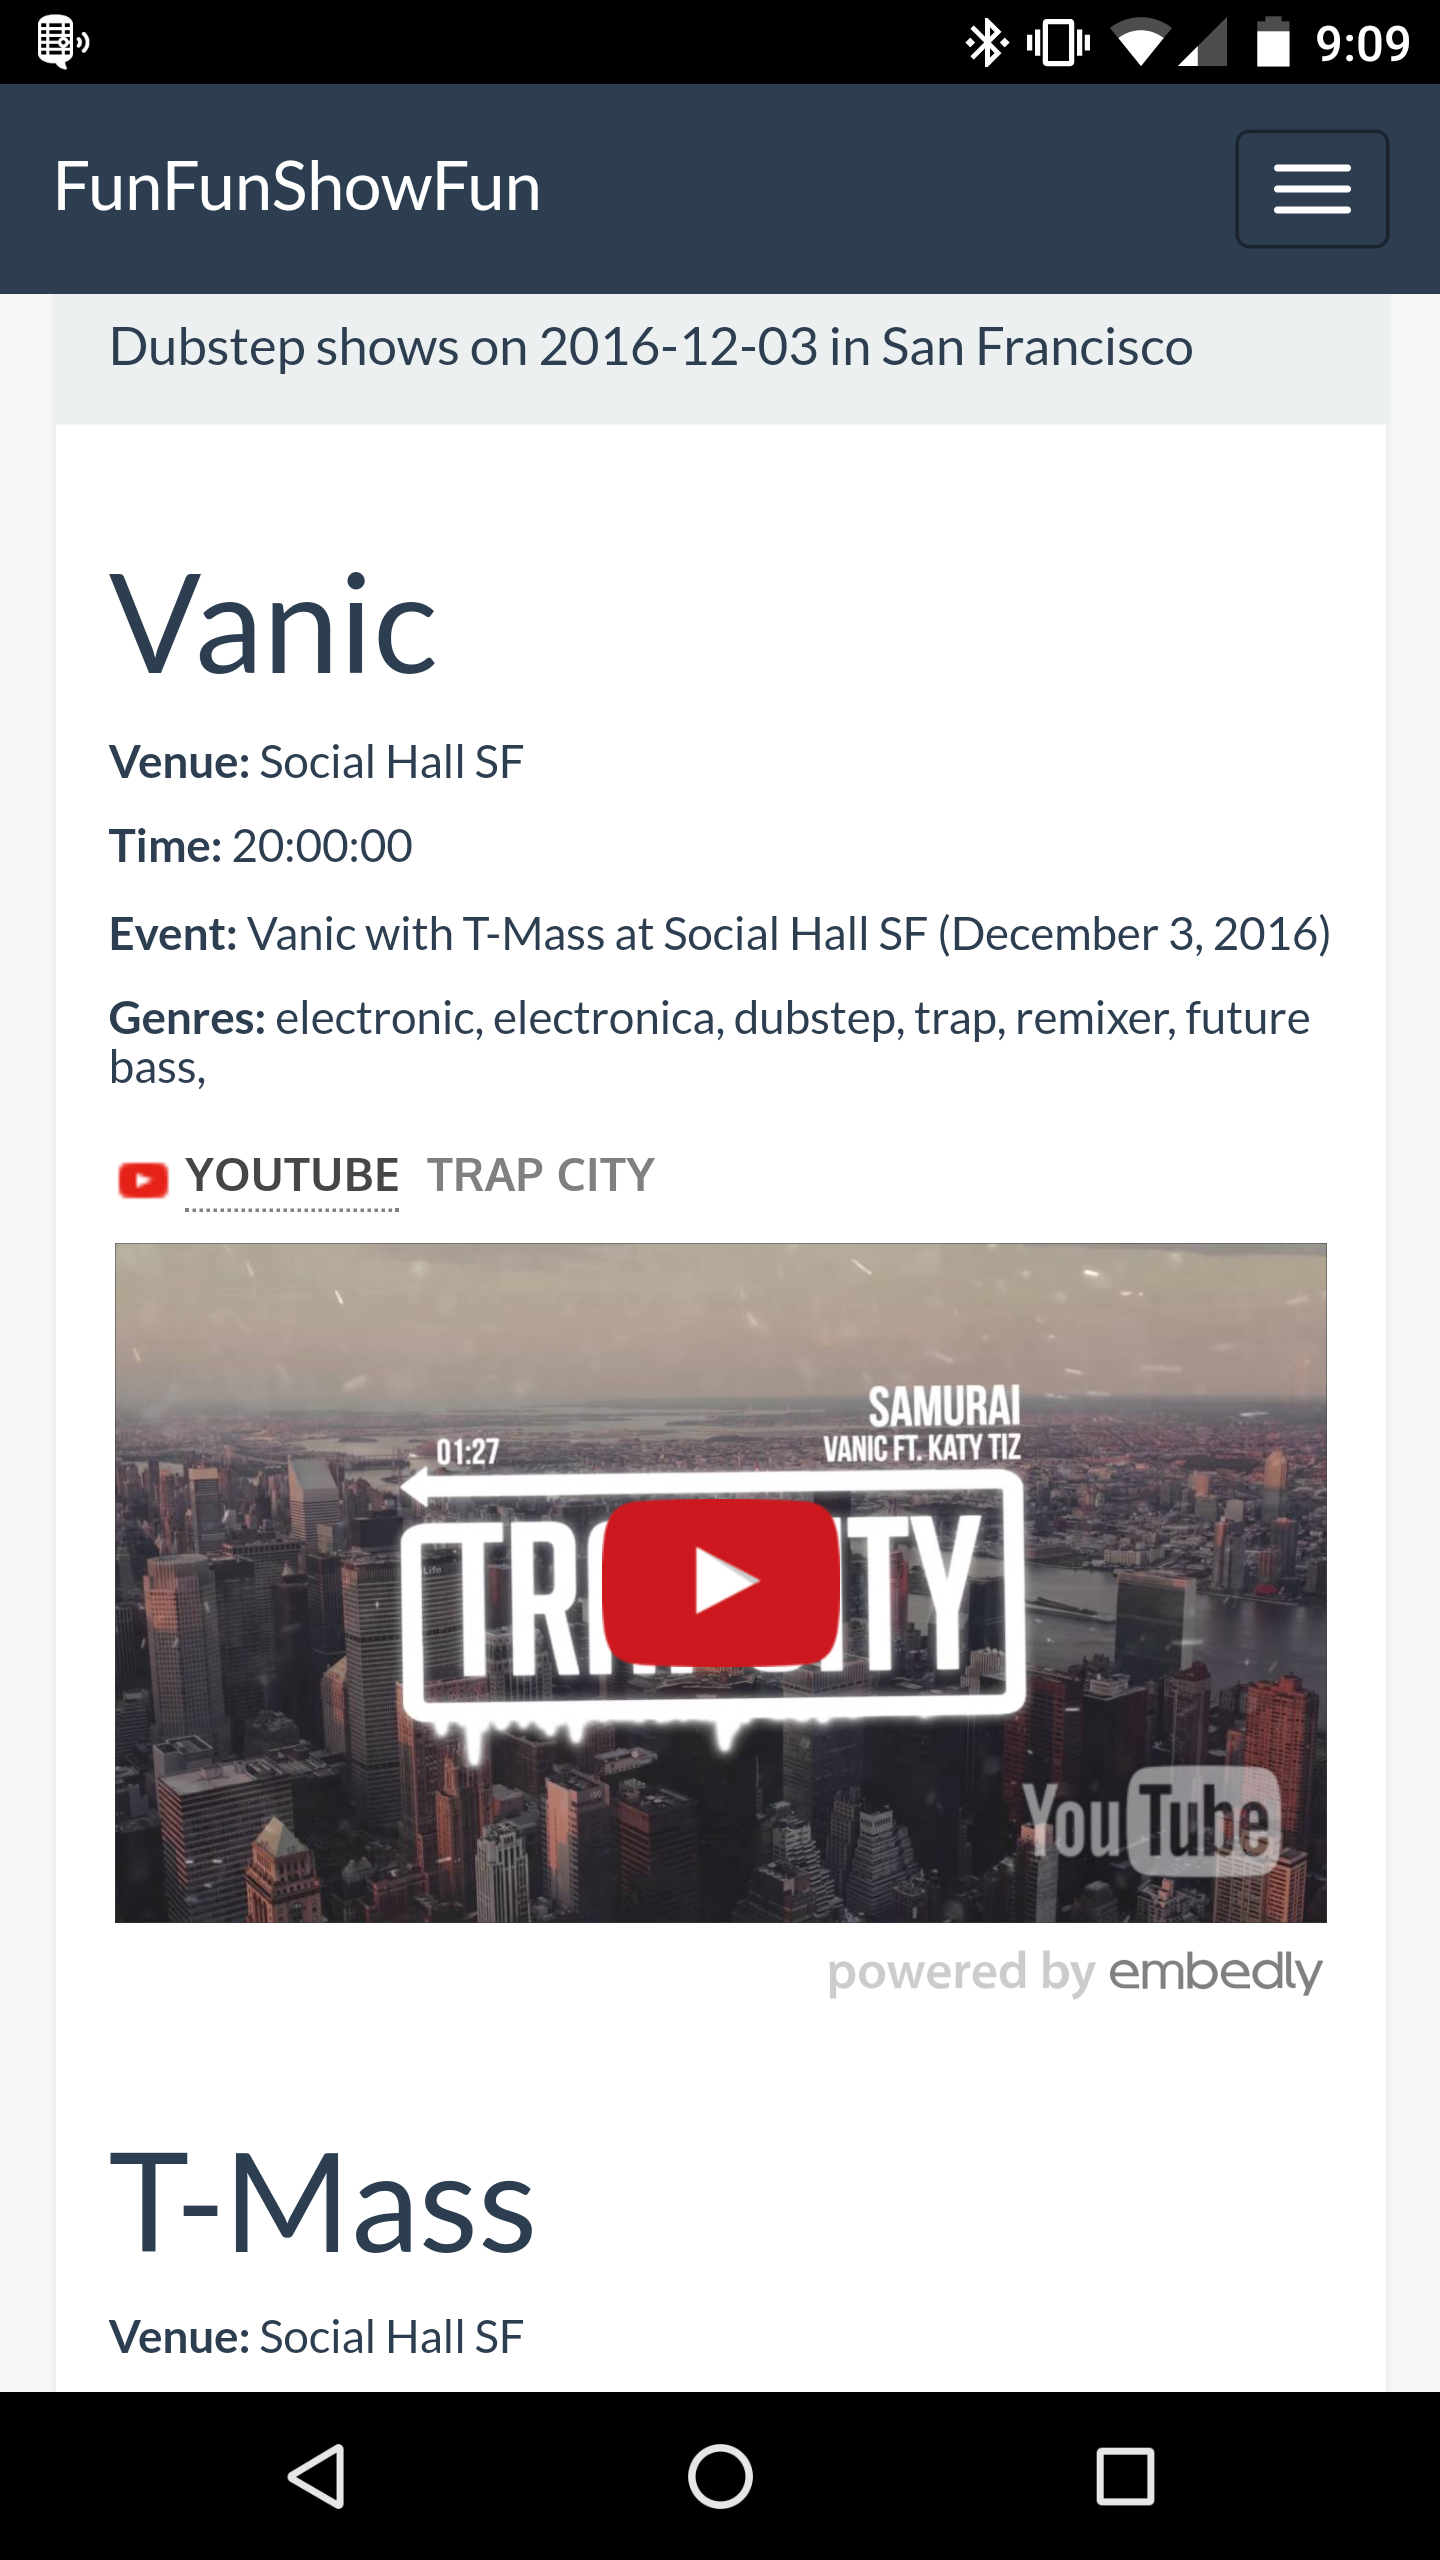 9:09
FunFunShowFun
Dubstep shows on 2016-12-03 in San Francisco
Vanic
Venue: Social Hall SF
Time: 20:00:00
Event: Vanic with T-Mass at Social Hall SF (December 3, 2016)
Genres: electronic, electronica, dubstep, trap, remixer, future
bass,
YOUTUBE TRAP CITY
SAMURAI
01:27 VANIC FT. KATY TIZ
YouTube
powered by embedly
T-Mass
Venue: Social Hall SF